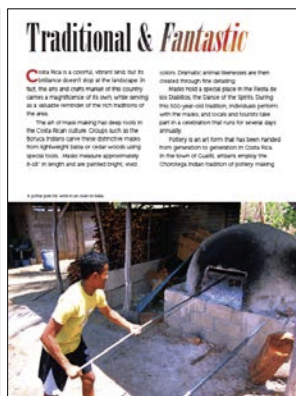 Traditional & Fantastic
Costa Rica is a colorful, vibrant land, but its
brilliance doesn't stop at the landscape. In
fact, the arts and crafts market of this country
carries a magnificence of its own, while serving
as a valuable reminder of the rich traditions of
the area.
The art of mask making has deep roots in
the Costa Rican culture. Groups such as the
Boruca Indians carve these distinctive masks
from lightweight balsa or cedar woods using
special tools. Masks measure approximately
8-18" in length and are painted bright, vivid
colors. Dramatic animal likenesses are then
created through fine detailing.
Masks hold a special place in the Fiesta de
los Diablitos, the Dance of the Spirits. During
this 300-year-old tradition, individuals perform
with the masks, and locals and tourists take
part in a celebration that runs for several days
annually.
Pottery is an art form that has been handed
from generation to generation in Costa Rica.
In the town of Guaitil, artisans employ the
Chorotega Indian tradition of pottery making